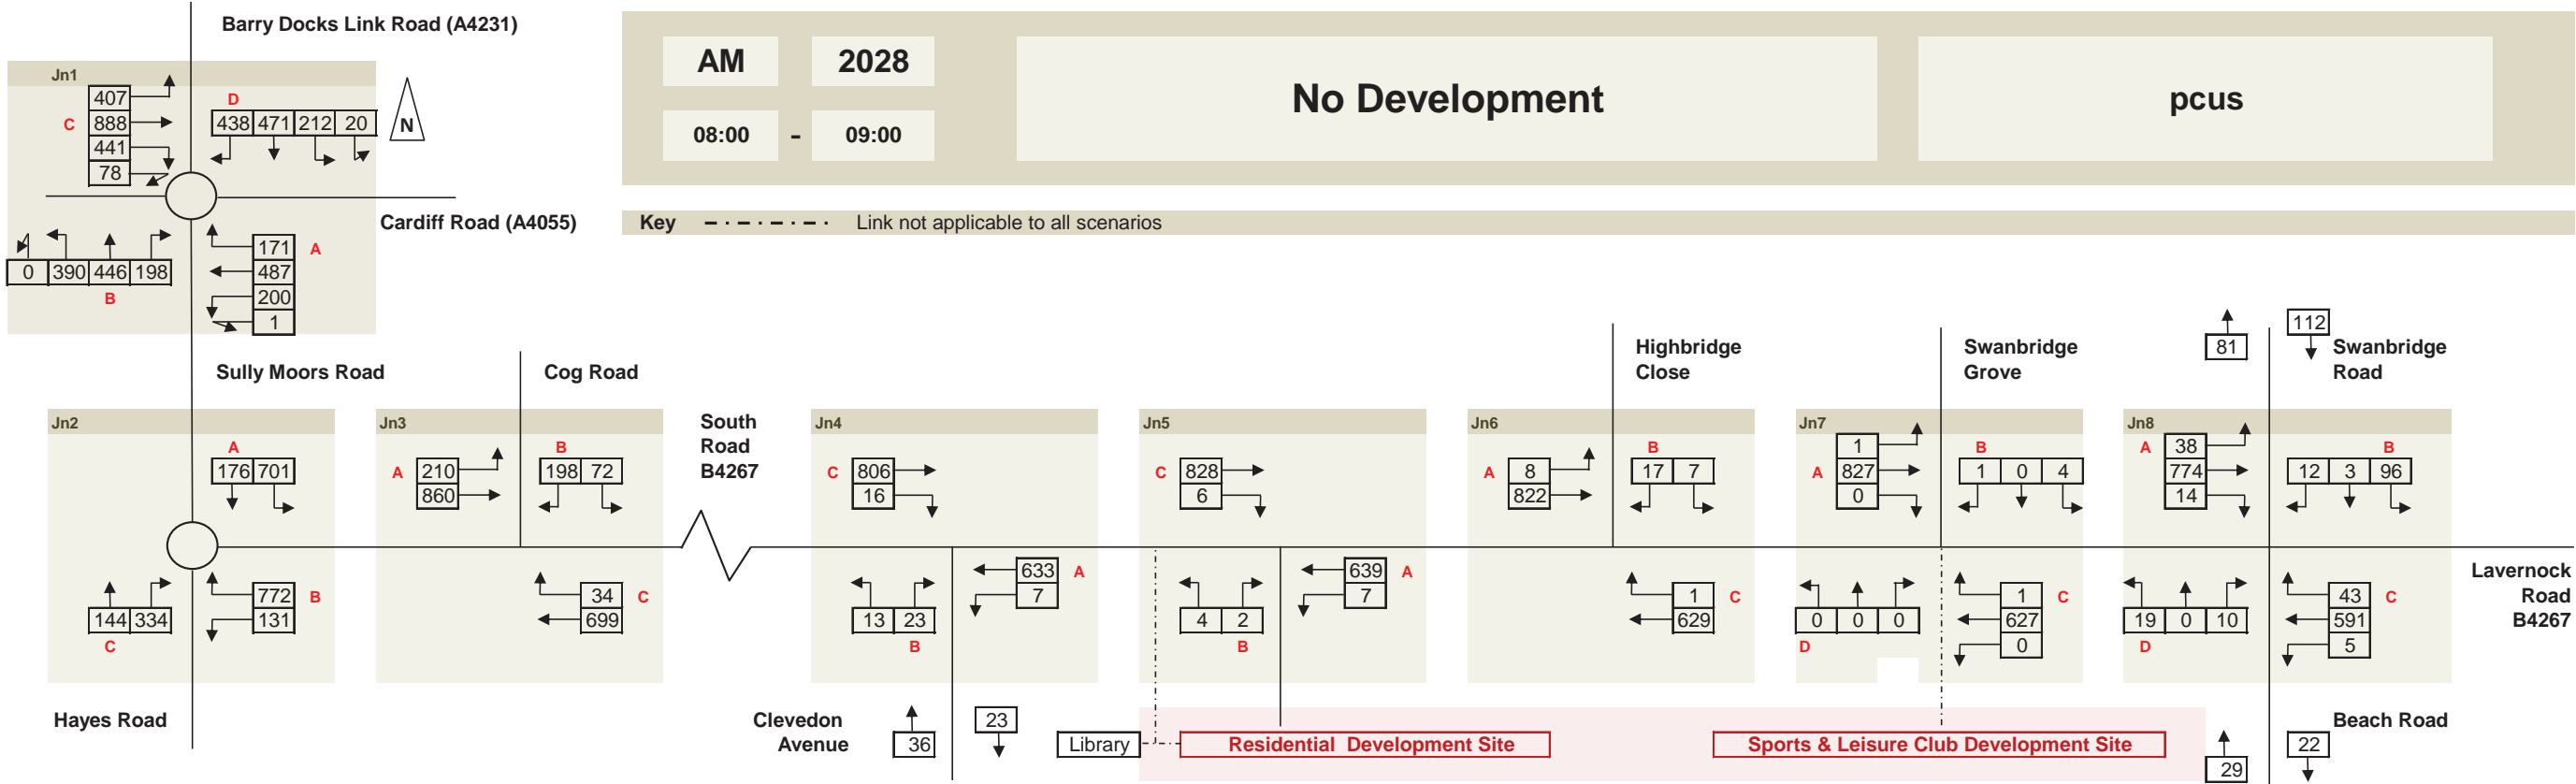 Barry Docks Link Road (A4231)
AM
2028
08:00 - 09:00
No Development
pcus
Key Link not applicable to all scenarios
Jn1
407
C 888
441
78
D
438 471 212 20
N
Cardiff Road (A4055)
0 390 446 198
B
171 A
487
200
1
Sully Moors Road
Cog Road
South
Road
B4267
Highbridge
Close
Swanbridge
Grove
81
112
Swanbridge
Road
Jn2
A
176 701
772 B
131
144 334
C
Hayes Road
Jn3
A 210
860
B
198 72
34 C
699
Jn4
C 806
16
633 A
7
13 23
B
Clevedon
Avenue
36
23
Jn5
C 828
6
639 A
7
4 2
B
Library
Residential Development Site
Jn6
A 8
822
B
17 7
1 C
629
Jn7
1
A 827
0
B
1 0 4
0 0 0
D
1 C
627
0
Sports & Leisure Club Development Site
Jn8
A 38
774
14
B
12 3 96
19 0 10
D
43 C
591
5
Lavernock
Road
B4267
Beach Road
29
22